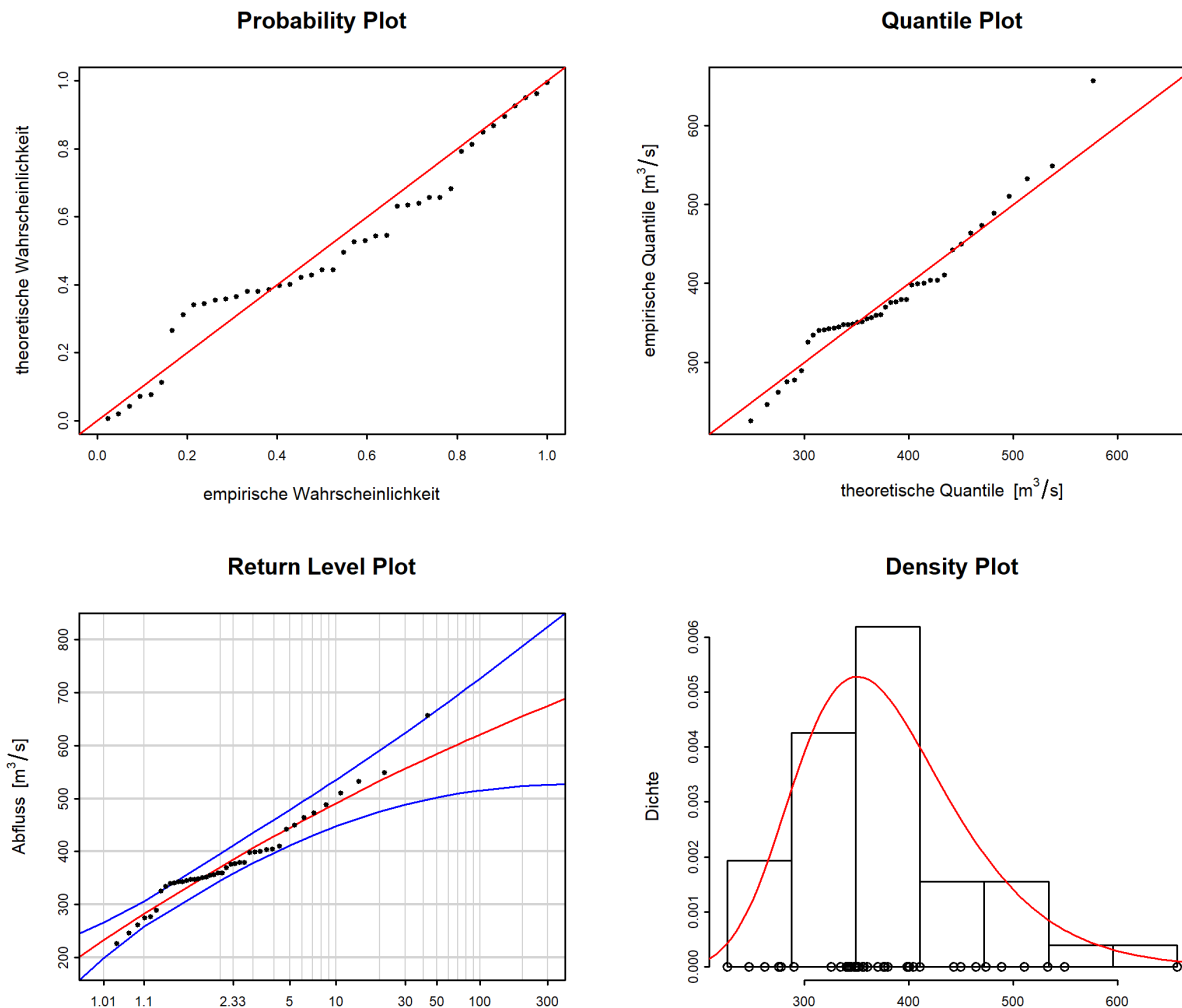 Probability Plot
theoretische Wahrscheinlichkeit
1.0
0.8
0.6
0.4
0.2
0.0
0.0 0.2 0.4 0.6 0.8 1.0
empirische Wahrscheinlichkeit
Quantile Plot
empirische Quantile [m³/s]
600
500
400
300
300 400 500 600
theoretische Quantile [m³/s]
Return Level Plot
Abfluss [m³/s]
800
700
600
500
400
300
200
1.01 1.1 2.33 5 10 30 50 100 300
Density Plot
Dichte
0.006
0.005
0.004
0.003
0.002
0.001
0.000
300 400 500 600